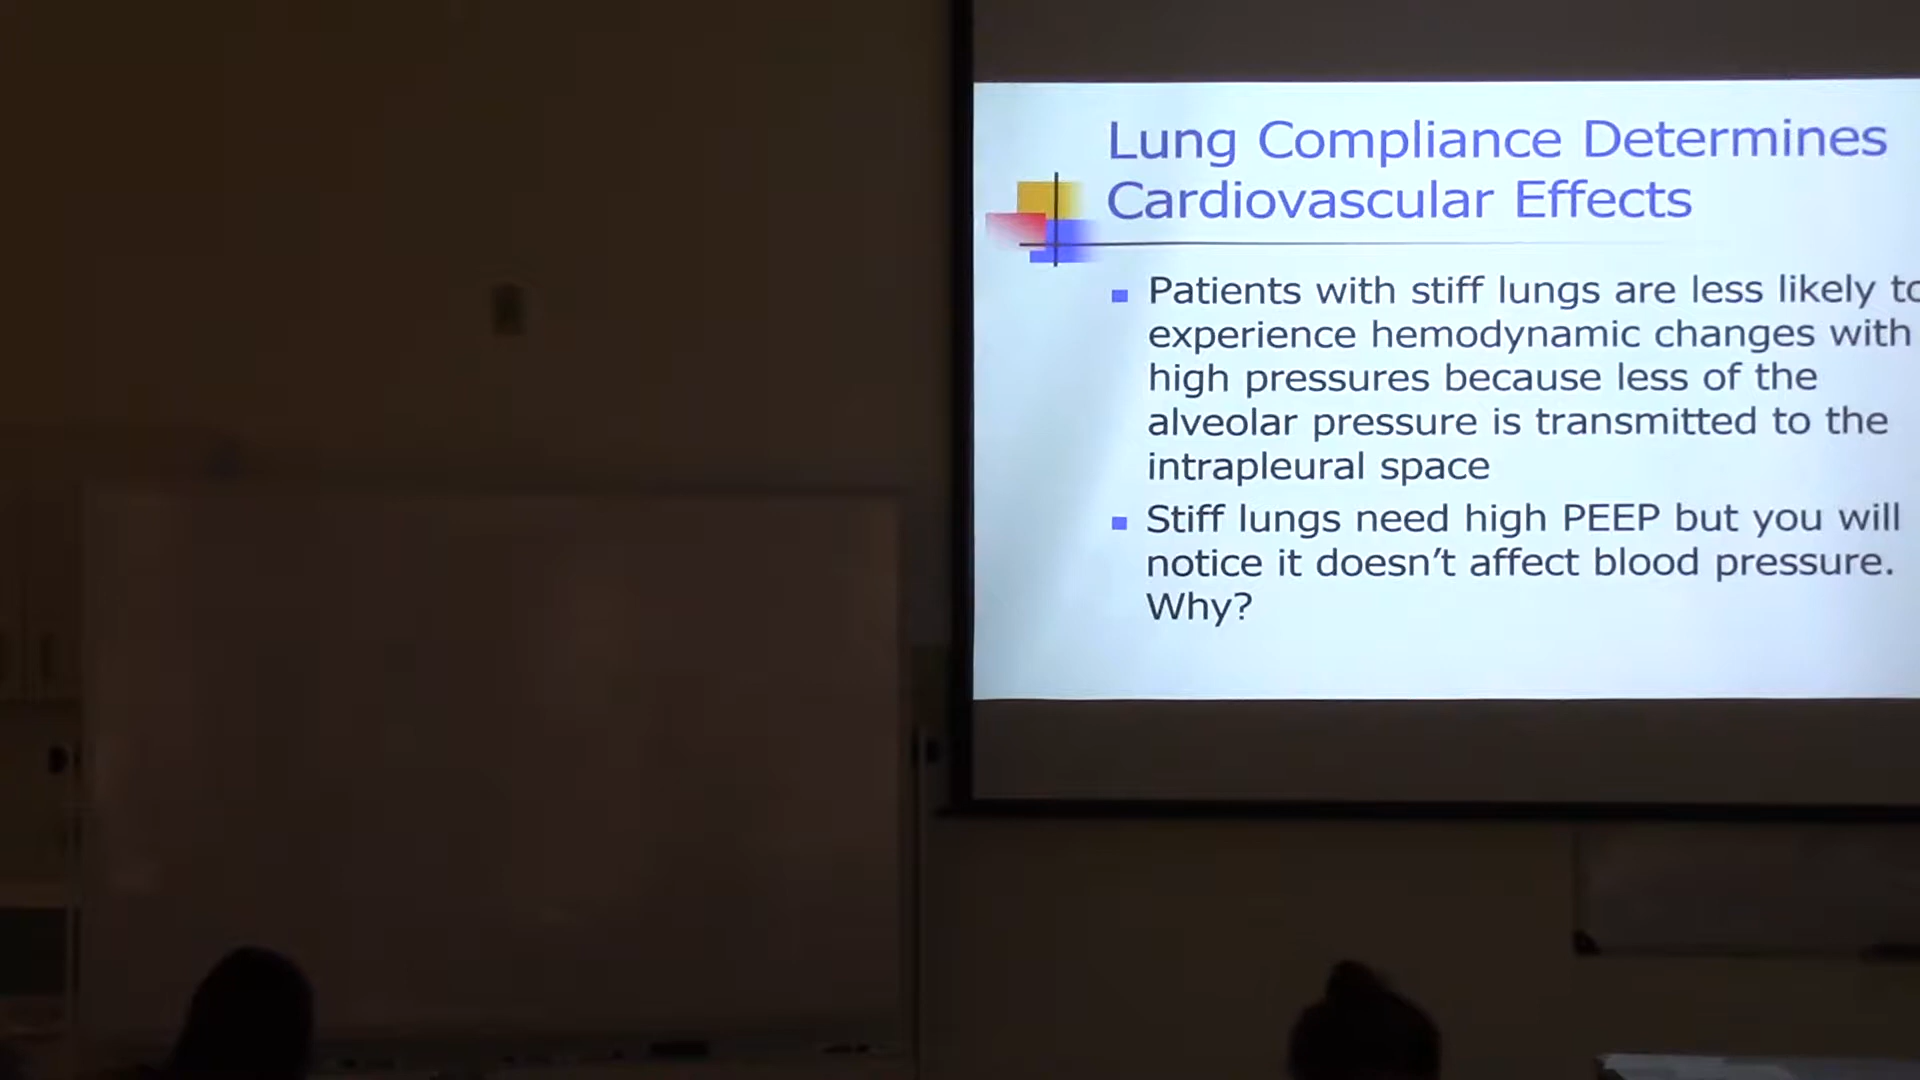 Lung Compliance Determines
Cardiovascular Effects
Patients with stiff lungs are less likely to
experience hemodynamic changes with
high pressures because less of the
alveolar pressure is transmitted to the
intrapleural space
Stiff lungs need high PEEP but you will
notice it doesn’t affect blood pressure.
Why?